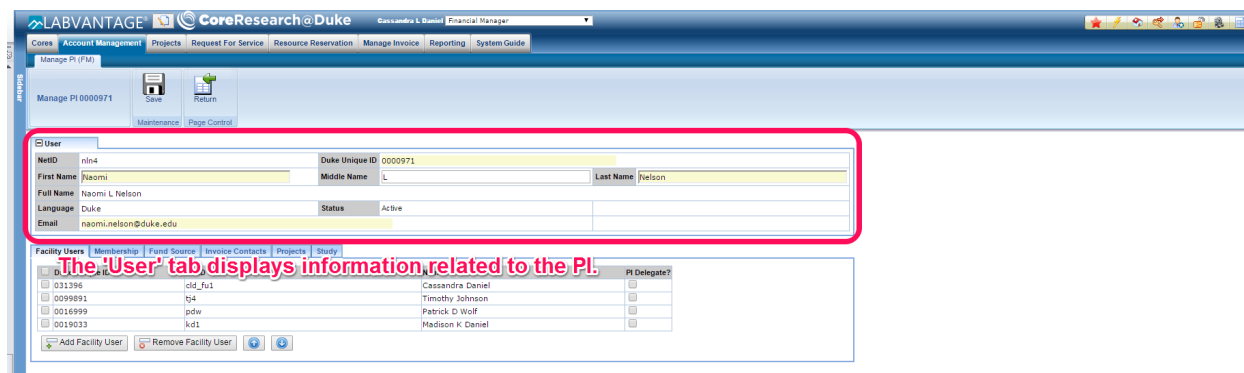 LABVANTAGE® CoreResearch@Duke Cassandra L Daniel Financial Manager
Cores Account Management Projects Request For Service Resource Reservation Manage Invoice Reporting System Guide
Manage PI (FM)
Sidebar
Manage PI 0000971 Save Return
Maintenance Page Control
User
NetID nln4 Duke Unique ID 0000971
First Name Naomi Middle Name L Last Name Nelson
Full Name Naomi L Nelson
Language Duke Status Active
Email naomi.nelson@duke.edu
Facility Users Membership Fund Source Invoice Contacts Projects Study
The 'User' tab displays information related to the PI.
PI Delegate?
031396 cld_fu1 Cassandra Daniel
0099891 tj4 Timothy Johnson
0016999 pdw Patrick D Wolf
0019033 kd1 Madison K Daniel
Add Facility User Remove Facility User